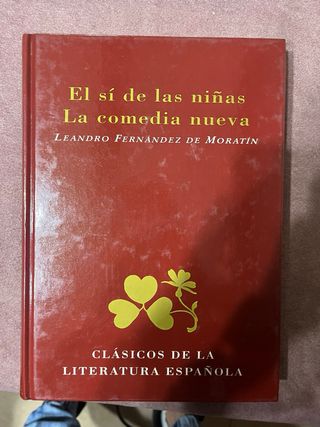 El sí de las niñas
La comedia nueva
Leandro Fernández de Moratín
CLÁSICOS DE LA
LITERATURA ESPAÑOLA